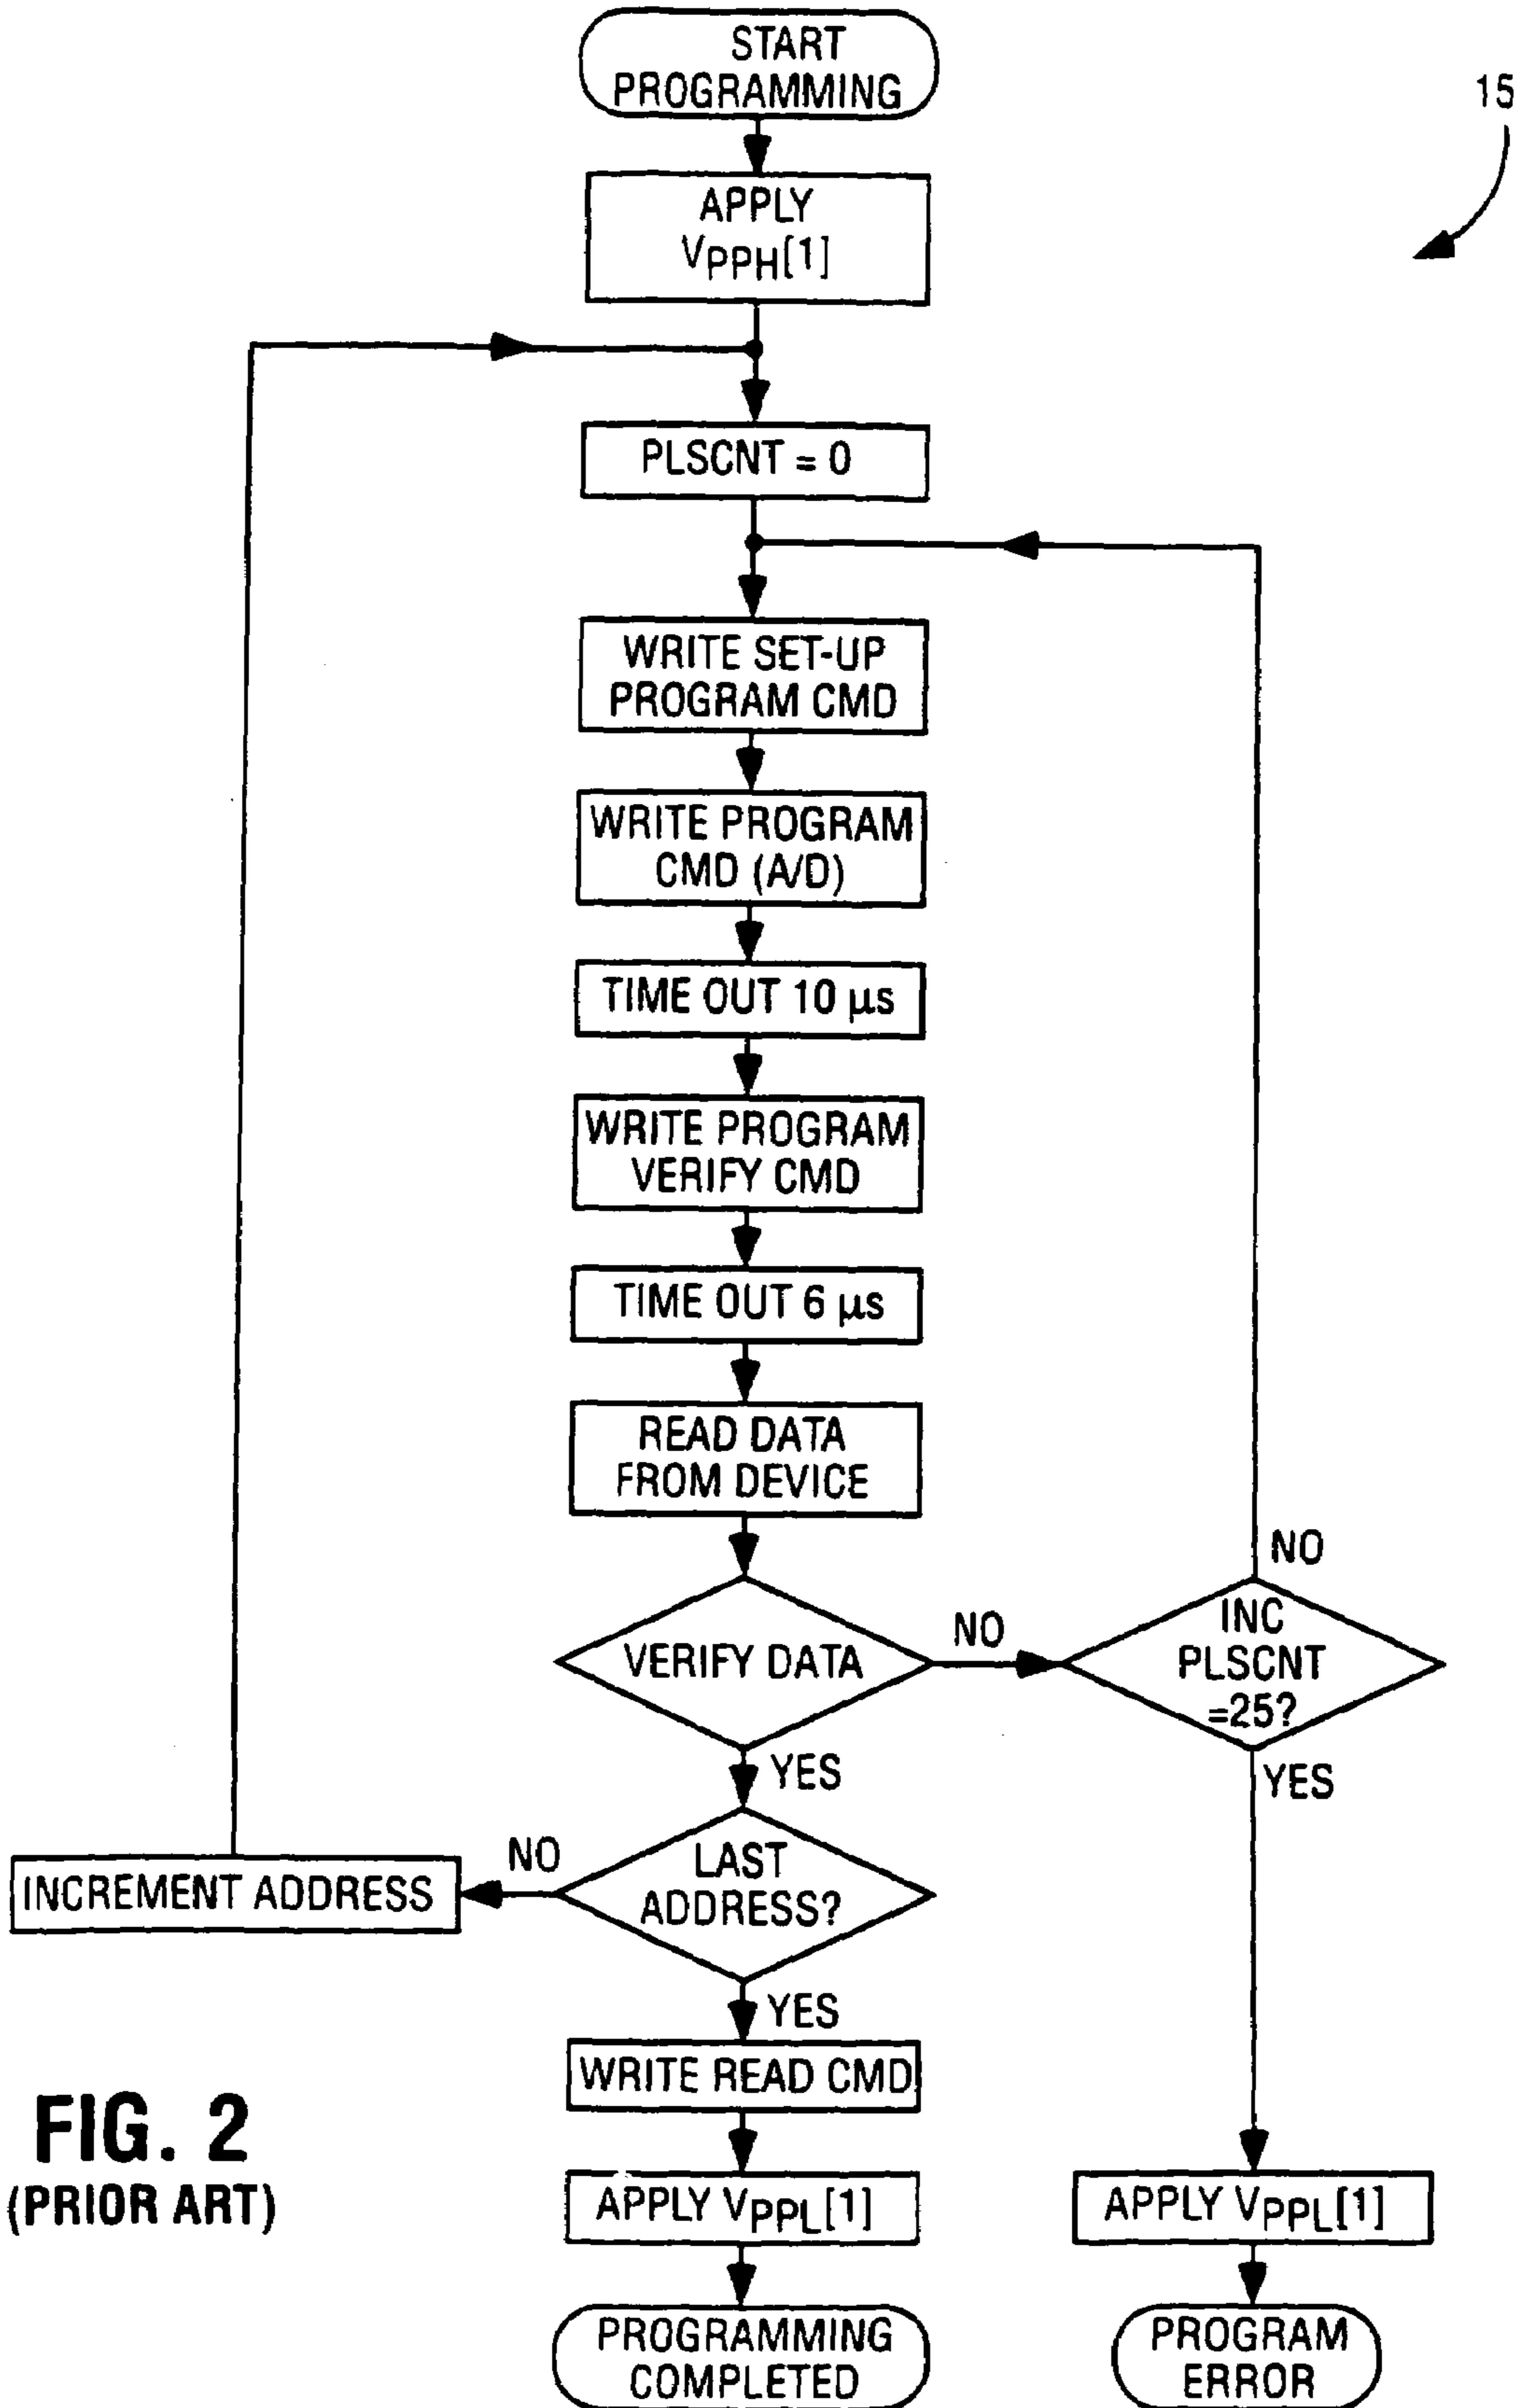 START
PROGRAMMING
15
APPLY
VPPH[1]
PLSCNT = 0
WRITE SET-UP
PROGRAM CMD
WRITE PROGRAM
CMD (A/D)
TIME OUT 10 µs
WRITE PROGRAM
VERIFY CMD
TIME OUT 6 µs
READ DATA
FROM DEVICE
VERIFY DATA
NO
INC
PLSCNT
=25?
NO
YES
YES
LAST
ADDRESS?
NO
INCREMENT ADDRESS
YES
WRITE READ CMD
APPLY VPPL[1]
PROGRAMMING
COMPLETED
APPLY VPPL[1]
PROGRAM
ERROR
FIG. 2
(PRIOR ART)